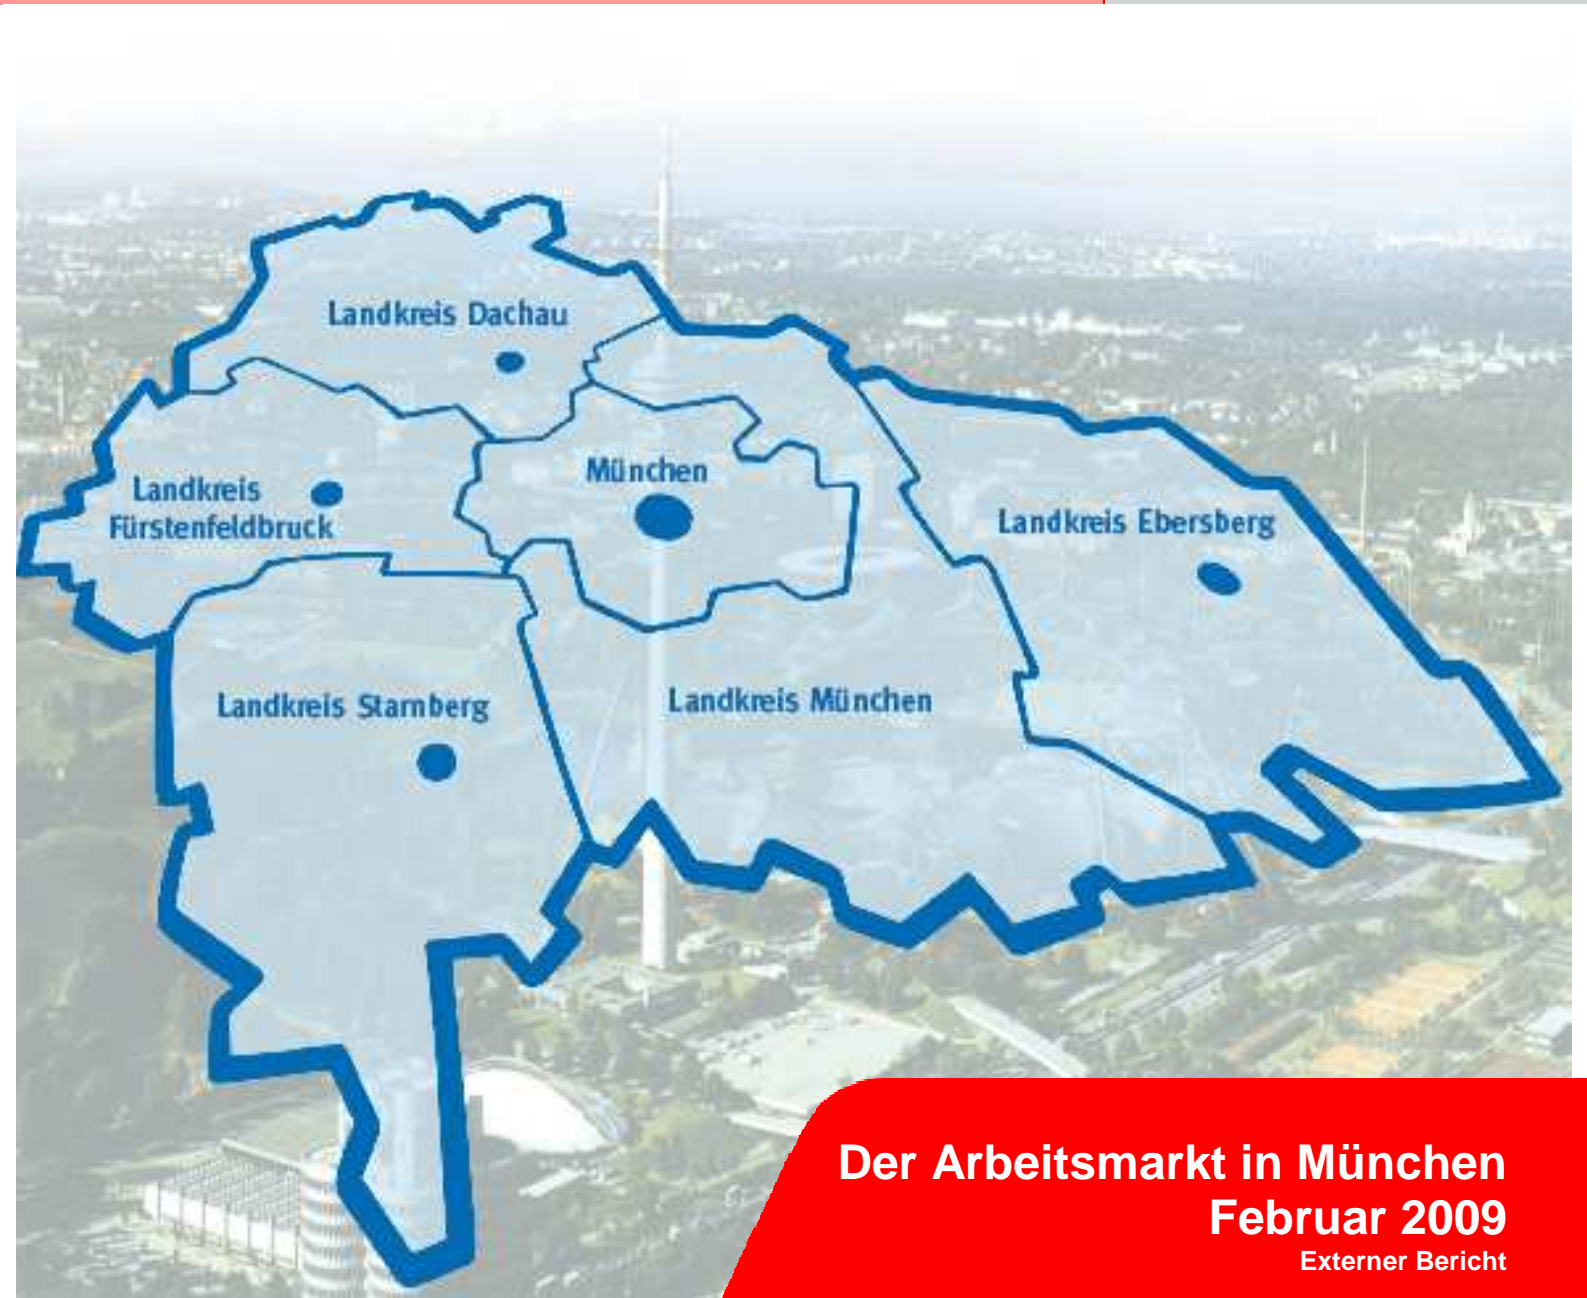 Landkreis Dachau
München
Landkreis
Fürstenfeldbruck
Landkreis Ebersberg
Landkreis Starnberg
Landkreis München
Der Arbeitsmarkt in München
Februar 2009
Externer Bericht